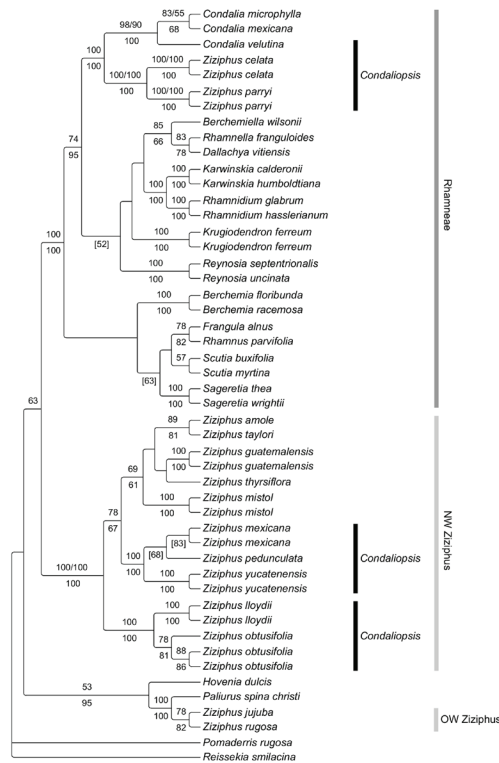 83/55
Condalia microphylla
98/90
Condalia mexicana
68
100
Condalia velutina
100
100/100
Ziziphus celata
100
100/100
100
Ziziphus celata
100
100/100
Ziziphus parryi
100
Ziziphus parryi
Condaliopsis
74
95
85
Berchemiella wilsonii
66
83
Rhamnella franguloides
78
Dallachya vitiensis
100
Karwinskia calderonii
100
100
Karwinskia humboldtiana
100
100
Rhamnidium glabrum
100
Rhamnidium hasslerianum
[52]
100
Krugiodendron ferreum
100
Krugiodendron ferreum
100
Reynosia septentrionalis
100
Reynosia uncinata
100
100
100
Berchemia floribunda
100
Berchemia racemosa
78
Frangula alnus
82
Rhamnus parvifolia
57
Scutia buxifolia
Scutia myrtina
[63]
100
Sageretia thea
100
Sageretia wrightii
Rhamneae
63
89
Ziziphus amole
81
Ziziphus taylori
100
Ziziphus guatemalensis
100
Ziziphus guatemalensis
69
61
Ziziphus thyrsiflora
100
Ziziphus mistol
100
Ziziphus mistol
78
67
Ziziphus mexicana
[83]
Ziziphus mexicana
[68]
Ziziphus pedunculata
100
100
100
Ziziphus yucatenensis
100
Ziziphus yucatenensis
Condaliopsis
100/100
100
100
Ziziphus lloydii
100
Ziziphus lloydii
100
100
78
Ziziphus obtusifolia
81
88
Ziziphus obtusifolia
86
Ziziphus obtusifolia
Condaliopsis
NW Ziziphus
53
95
Hovenia dulcis
100
100
Paliurus spina christi
78
Ziziphus jujuba
82
Ziziphus rugosa
OW Ziziphus
Pomaderris rugosa
Reissekia smilacina